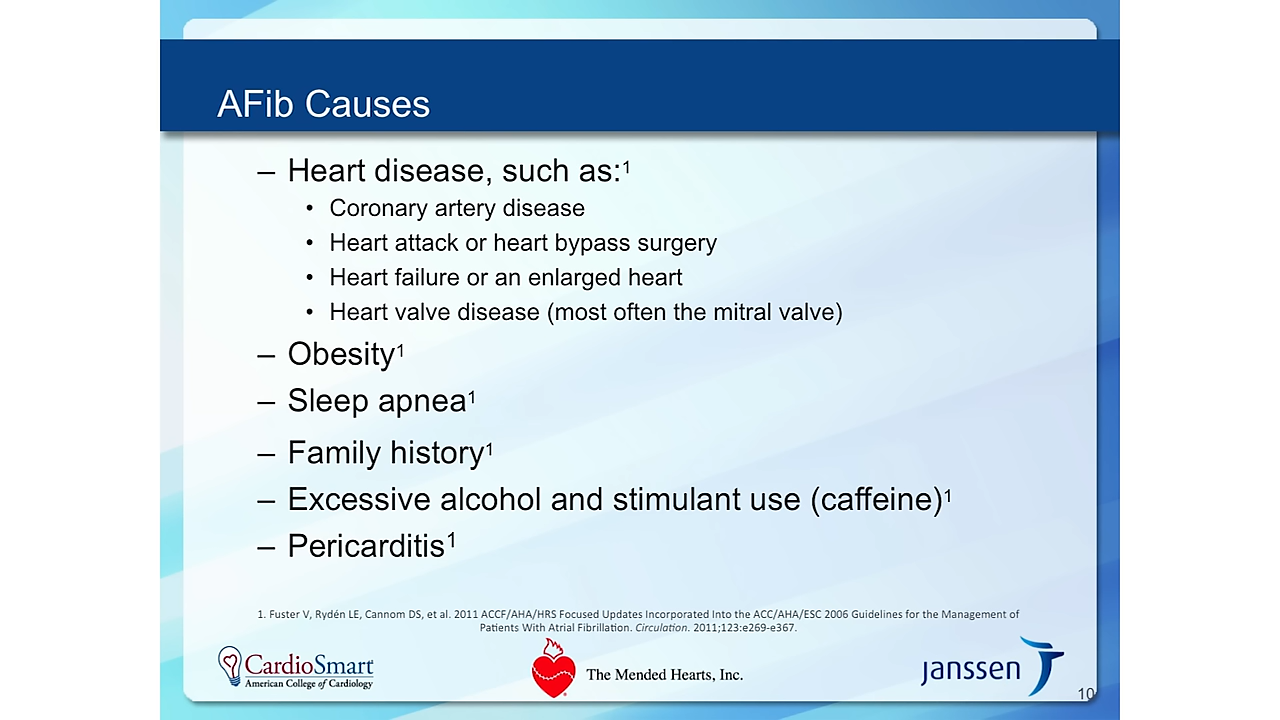 AFib Causes
– Heart disease, such as:1
• Coronary artery disease
• Heart attack or heart bypass surgery
• Heart failure or an enlarged heart
• Heart valve disease (most often the mitral valve)
– Obesity1
– Sleep apnea1
– Family history1
– Excessive alcohol and stimulant use (caffeine)1
– Pericarditis1
1. Fuster V, Rydén LE, Cannom DS, et al. 2011 ACCF/AHA/HRS Focused Updates Incorporated Into the ACC/AHA/ESC 2006 Guidelines for the Management of
Patients With Atrial Fibrillation. Circulation. 2011;123:e269-e367.
CardioSmart
American College of Cardiology
The Mended Hearts, Inc.
janssen
10